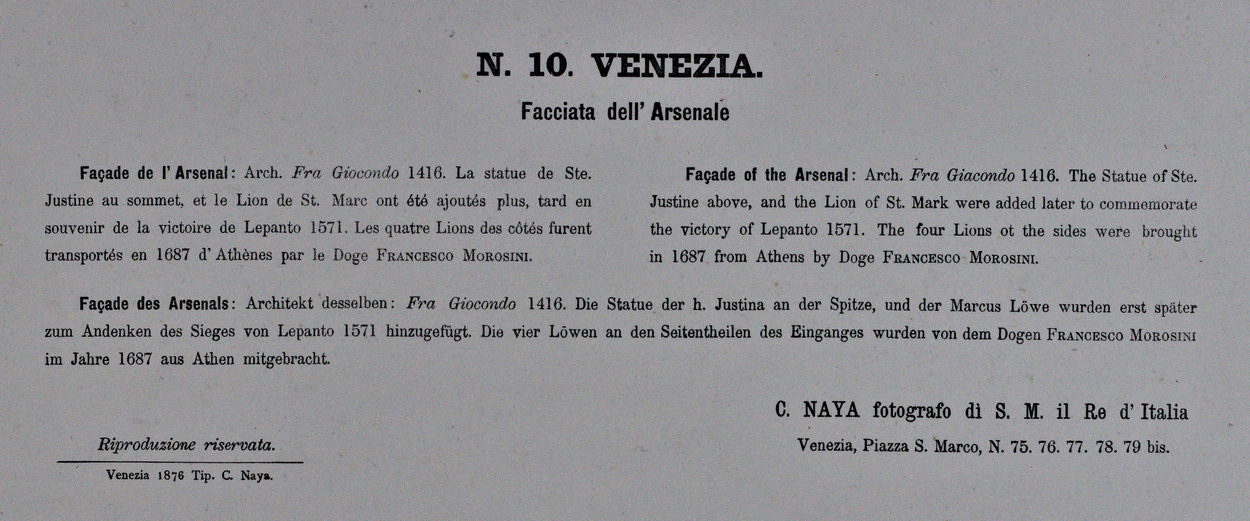 N. 10. VENEZIA.
Facciata dell' Arsenale
Façade de l' Arsenal: Arch. Fra Giocondo 1416. La statue de Ste.
Justine au sommet, et le Lion de St. Marc ont été ajoutés plus, tard en
souvenir de la victoire de Lepanto 1571. Les quatre Lions des côtés furent
transportés en 1687 d' Athènes par le Doge FRANCESCO MOROSINI.
Façade of the Arsenal: Arch. Fra Giacondo 1416. The Statue of Ste.
Justine above, and the Lion of St. Mark were added later to commemorate
the victory of Lepanto 1571. The four Lions ot the sides were brought
in 1687 from Athens by Doge FRANCESCO MOROSINI.
Façade des Arsenals: Architekt desselben: Fra Giocondo 1416. Die Statue der h. Justina an der Spitze, und der Marcus Löwe wurden erst später
zum Andenken des Sieges von Lepanto 1571 hinzugefügt. Die vier Löwen an den Seitentheilen des Einganges wurden von dem Dogen FRANCESCO MOROSINI
im Jahre 1687 aus Athen mitgebracht.
C. NAYA fotografo di S. M. il Re d' Italia
Venezia, Piazza S. Marco, N. 75. 76. 77. 78. 79 bis.
Riproduzione riservata.
Venezia 1876 Tip. C. Naya.